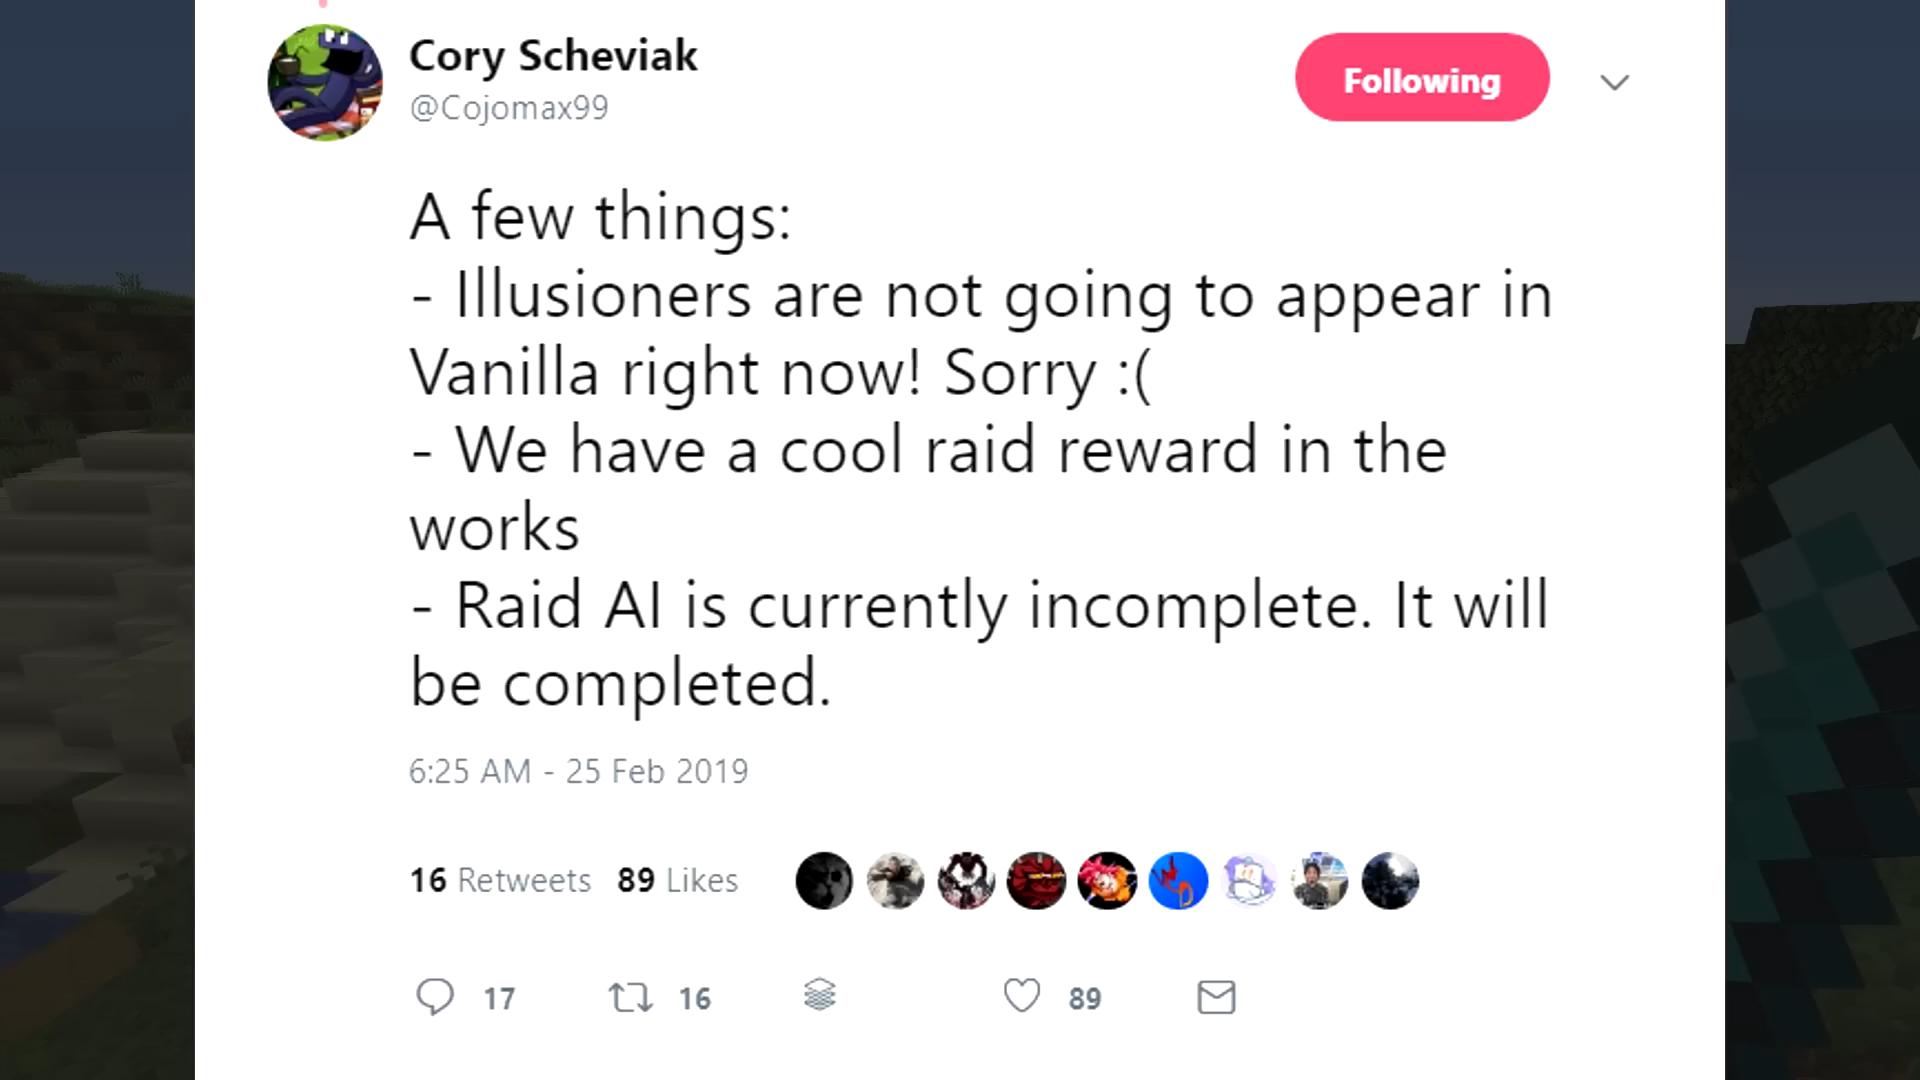 Cory Scheviak
@Cojomax99
Following
A few things:
- Illusioners are not going to appear in
Vanilla right now! Sorry :(
- We have a cool raid reward in the
works
- Raid AI is currently incomplete. It will
be completed.
6:25 AM - 25 Feb 2019
16 Retweets 89 Likes
17 16 89